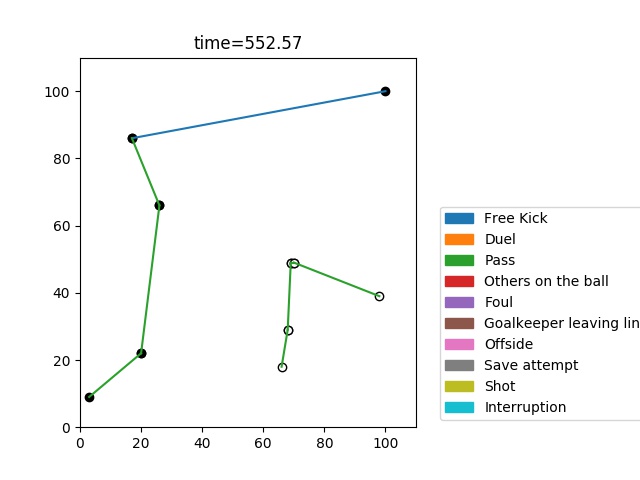 time=552.57
100
80
60
40
20
0
0 20 40 60 80 100
Free Kick
Duel
Pass
Others on the ball
Foul
Goalkeeper leaving lin
Offside
Save attempt
Shot
Interruption